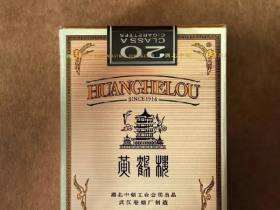 20
CLASS A
CIGARETTES
HUANGHELOU
SINCE 1916
黄鹤楼
湖北中烟工业公司出品
武汉卷烟厂制造